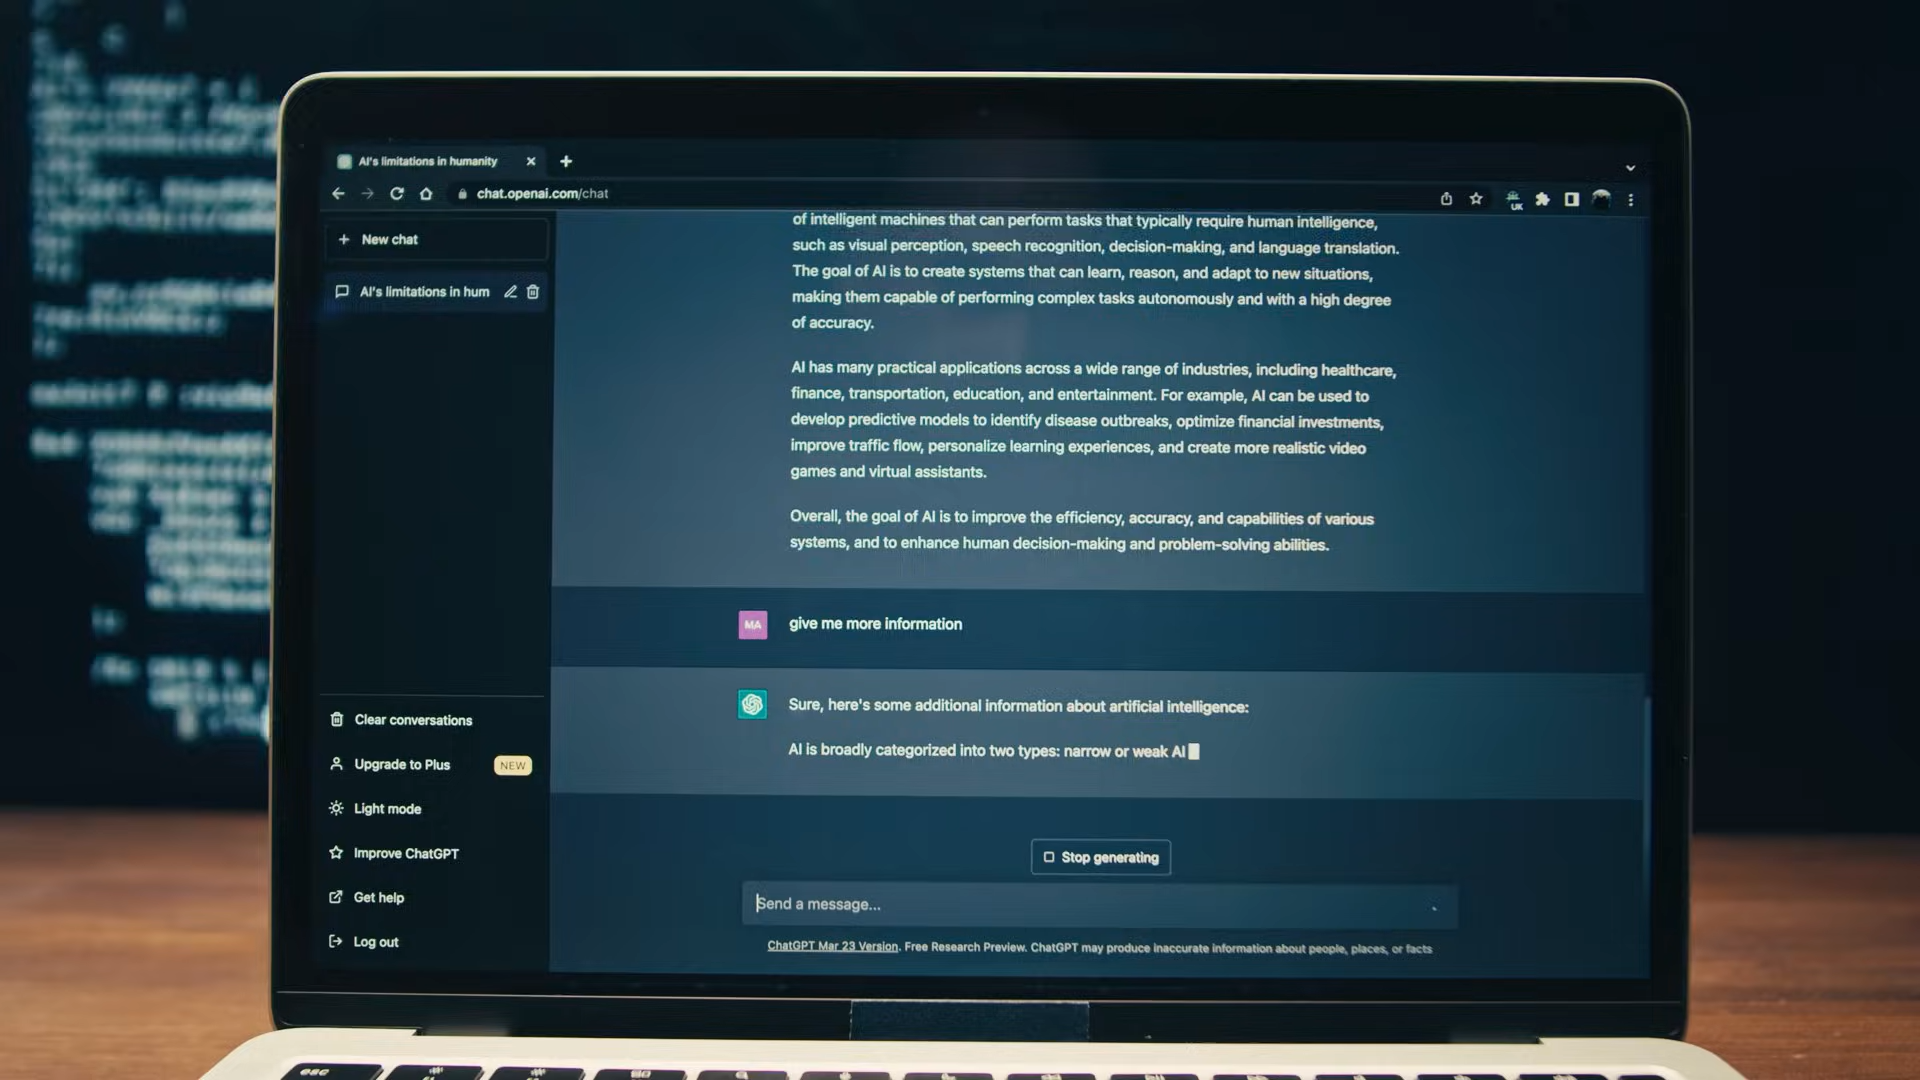 AI's limitations in humanity
chat.openai.com/chat
UK
New chat
AI's limitations in hum
of intelligent machines that can perform tasks that typically require human intelligence,
such as visual perception, speech recognition, decision-making, and language translation.
The goal of AI is to create systems that can learn, reason, and adapt to new situations,
making them capable of performing complex tasks autonomously and with a high degree
of accuracy.
AI has many practical applications across a wide range of industries, including healthcare,
finance, transportation, education, and entertainment. For example, AI can be used to
develop predictive models to identify disease outbreaks, optimize financial investments,
improve traffic flow, personalize learning experiences, and create more realistic video
games and virtual assistants.
Overall, the goal of AI is to improve the efficiency, accuracy, and capabilities of various
systems, and to enhance human decision-making and problem-solving abilities.
MA give me more information
Sure, here's some additional information about artificial intelligence:
AI is broadly categorized into two types: narrow or weak AI
Clear conversations
Upgrade to Plus NEW
Light mode
Improve ChatGPT
Get help
Log out
Stop generating
Send a message...
ChatGPT Mar 23 Version. Free Research Preview. ChatGPT may produce inaccurate information about people, places, or facts
esc